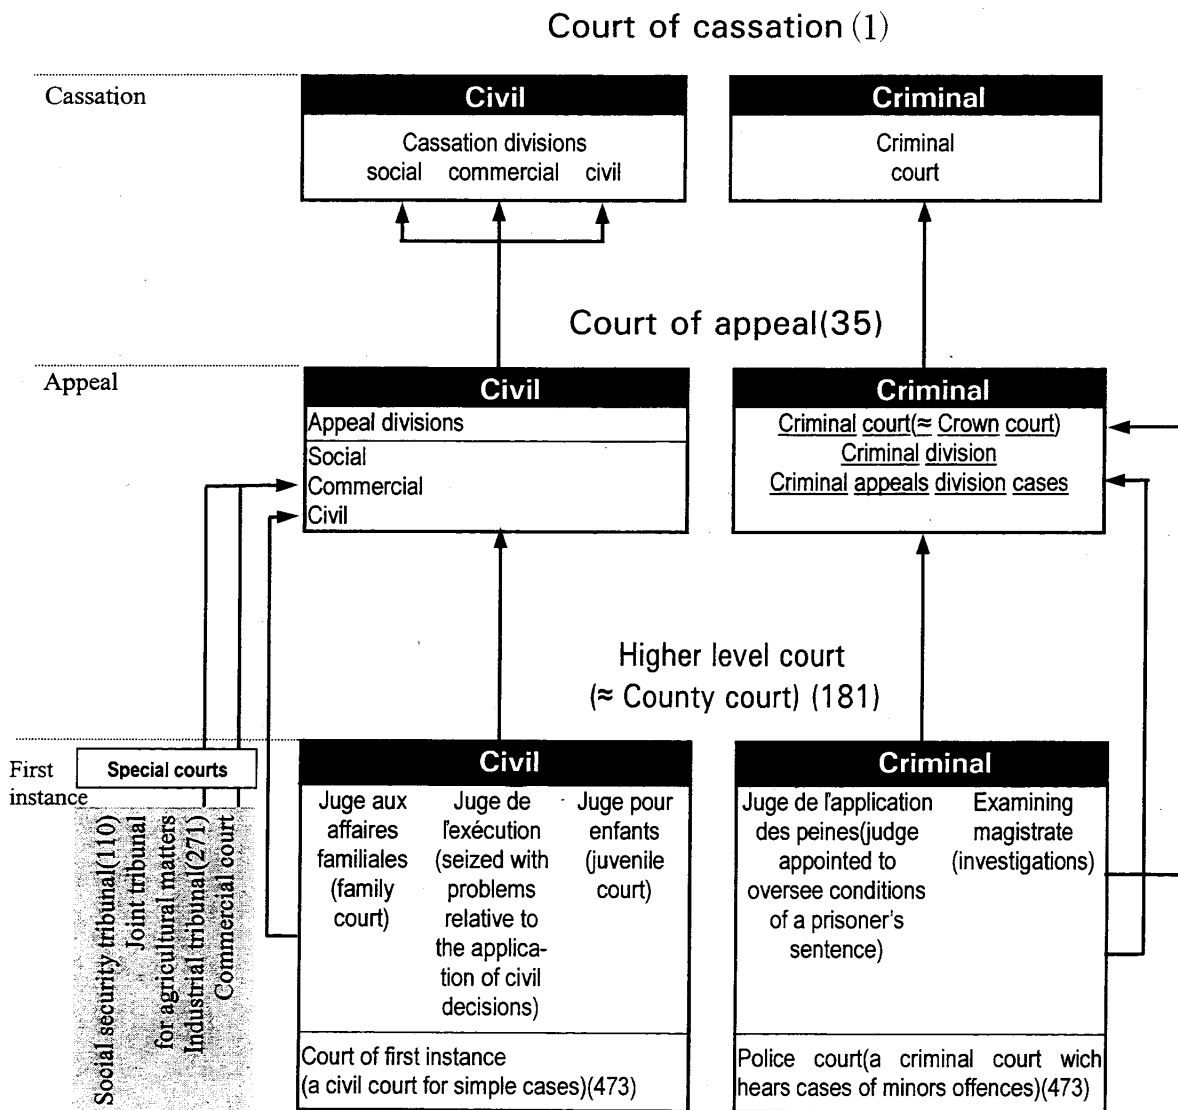 Court of cassation (1)
Cassation
Civil
Cassation divisions
social commercial civil
Criminal
Criminal
court
Court of appeal(35)
Appeal
Civil
Appeal divisions
Social
Commercial
Civil
Criminal
Criminal court(≈ Crown court)
Criminal division
Criminal appeals division cases
Higher level court
(≈ County court) (181)
First
instance
Special courts
Social security tribunal(110)
Joint tribunal
for agricultural matters
Industrial tribunal(271)
Commercial court
Civil
Juge aux
affaires
familiales
(family
court)
Juge de
l'exécution
(seized with
problems
relative to
the applica-
tion of civil
decisions)
Juge pour
enfants
(juvenile
court)
Court of first instance
(a civil court for simple cases)(473)
Criminal
Juge de l'application
des peines(judge
appointed to
oversee conditions
of a prisoner's
sentence)
Examining
magistrate
(investigations)
Police court(a criminal court wich
hears cases of minors offences)(473)